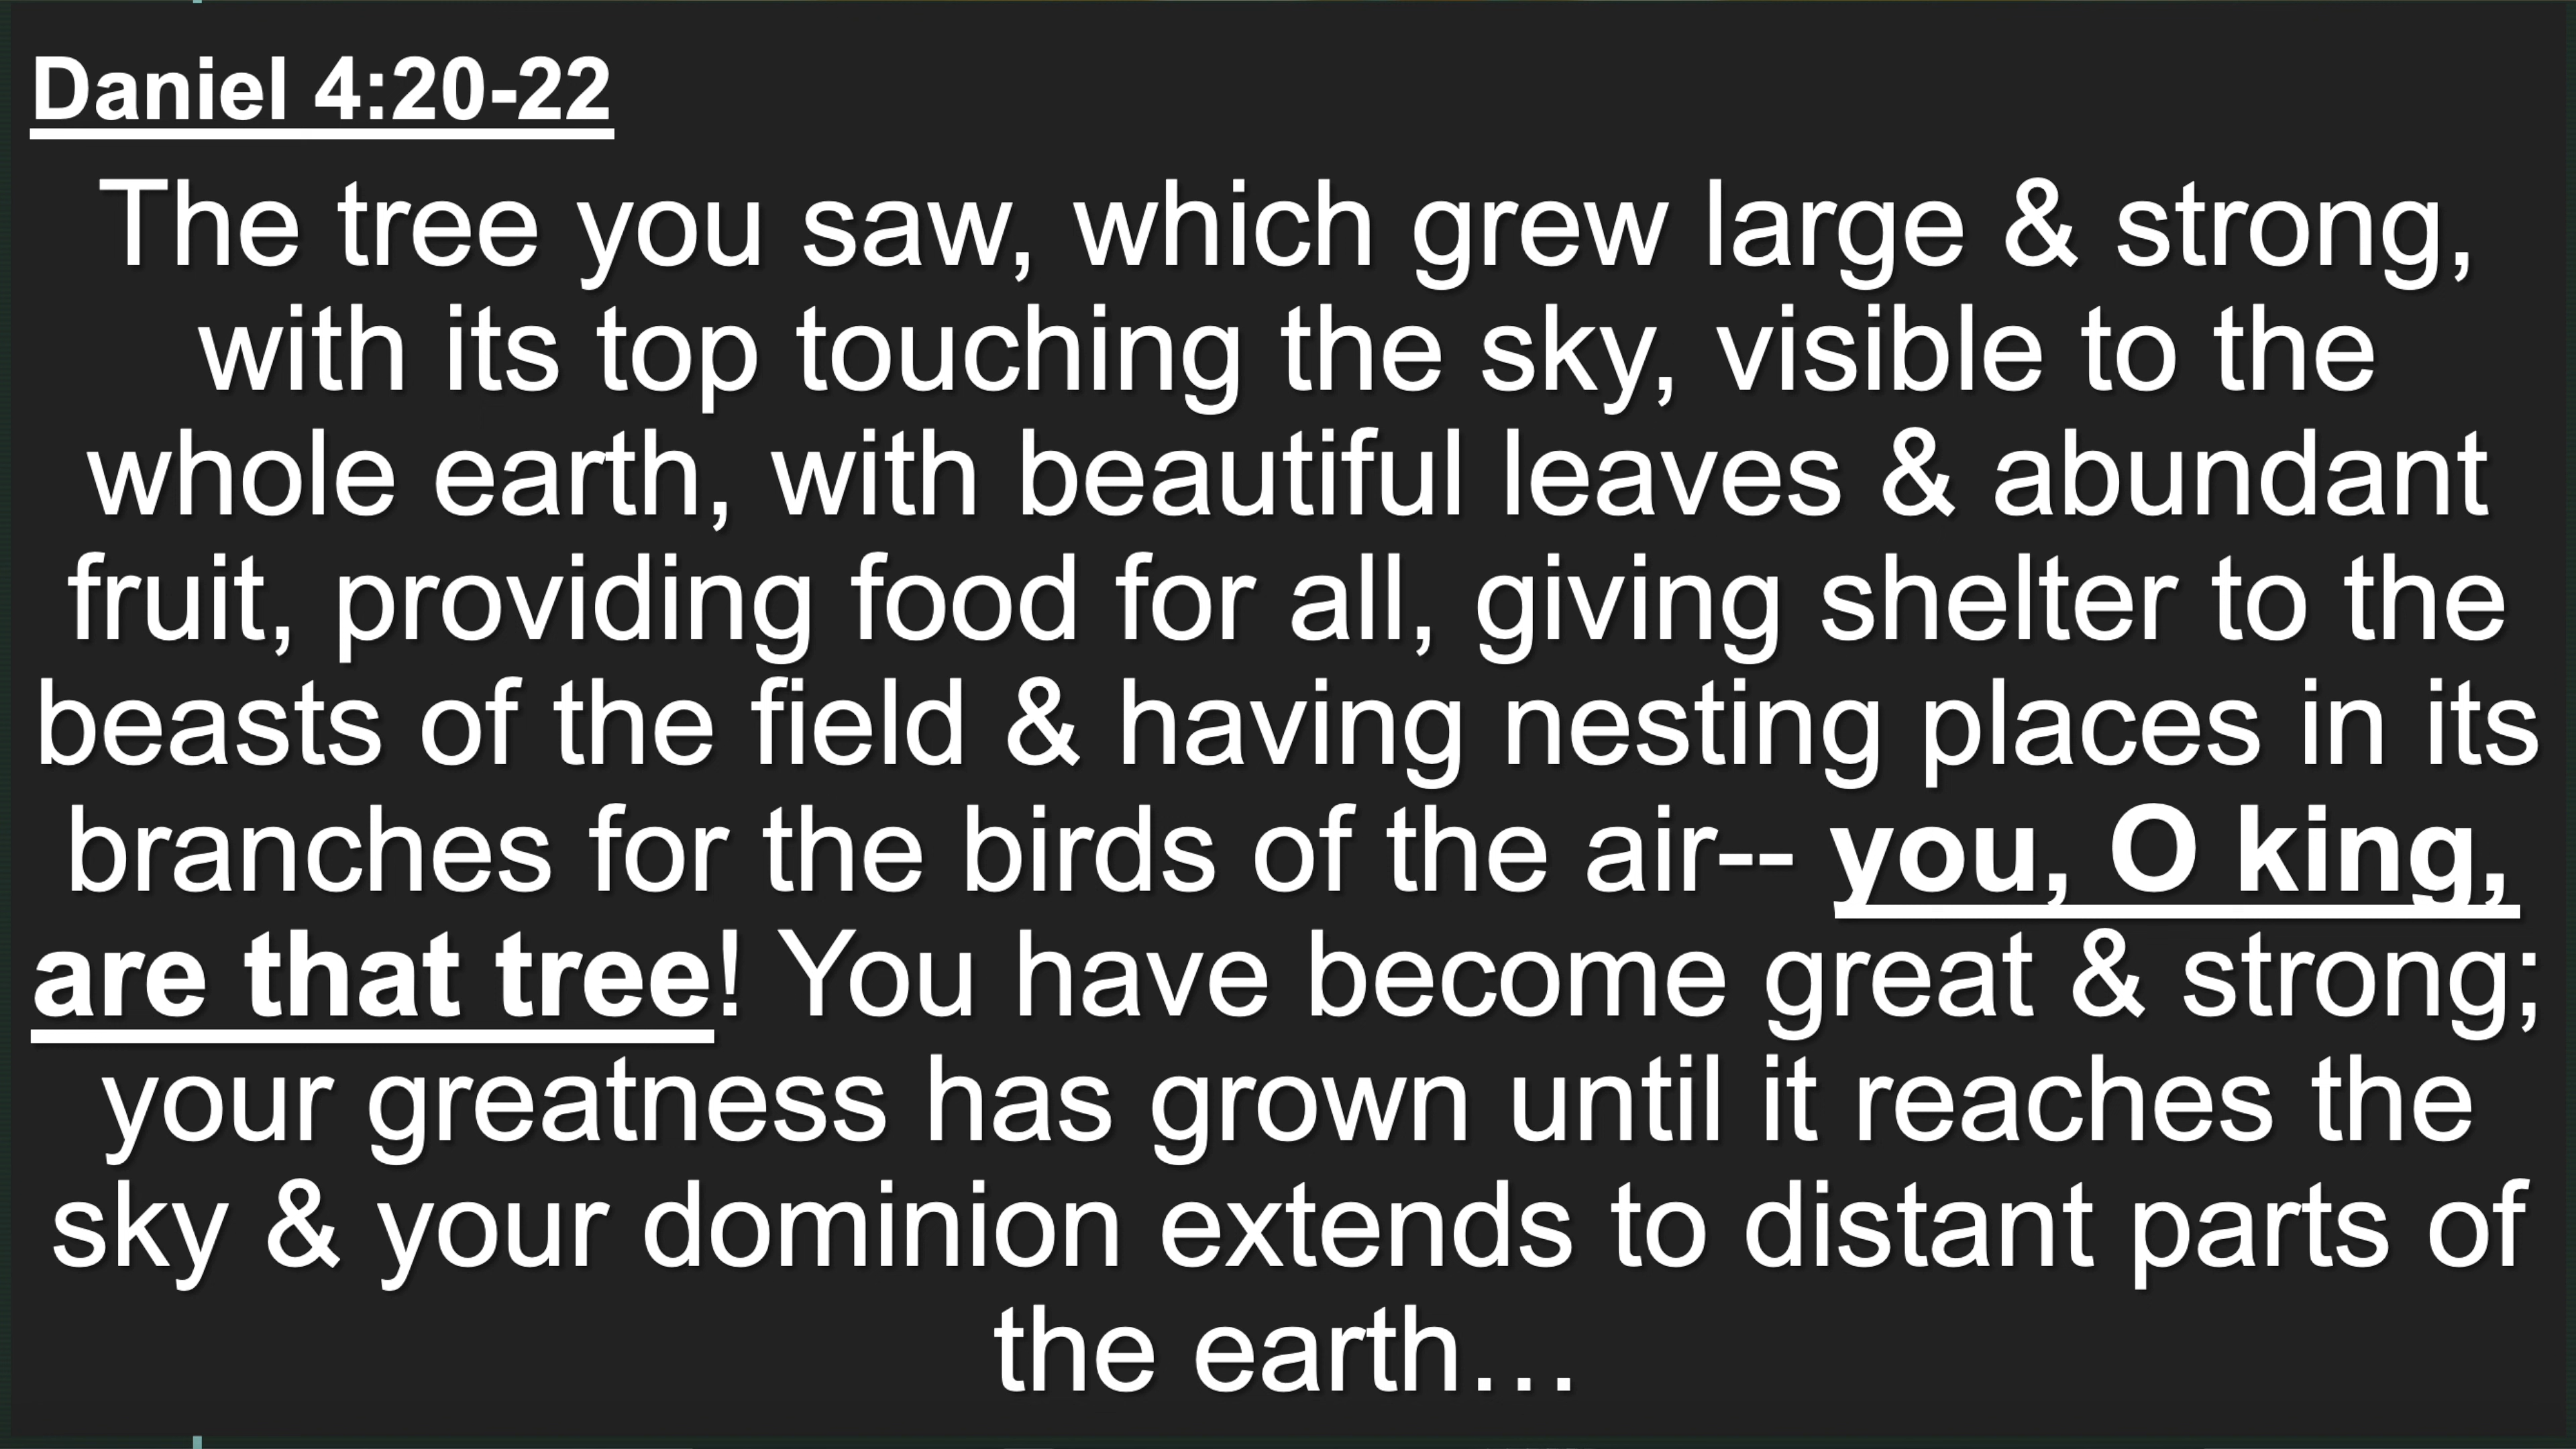 Daniel 4:20-22
The tree you saw, which grew large & strong,
with its top touching the sky, visible to the
whole earth, with beautiful leaves & abundant
fruit, providing food for all, giving shelter to the
beasts of the field & having nesting places in its
branches for the birds of the air-- you, O king,
are that tree! You have become great & strong;
your greatness has grown until it reaches the
sky & your dominion extends to distant parts of
the earth…